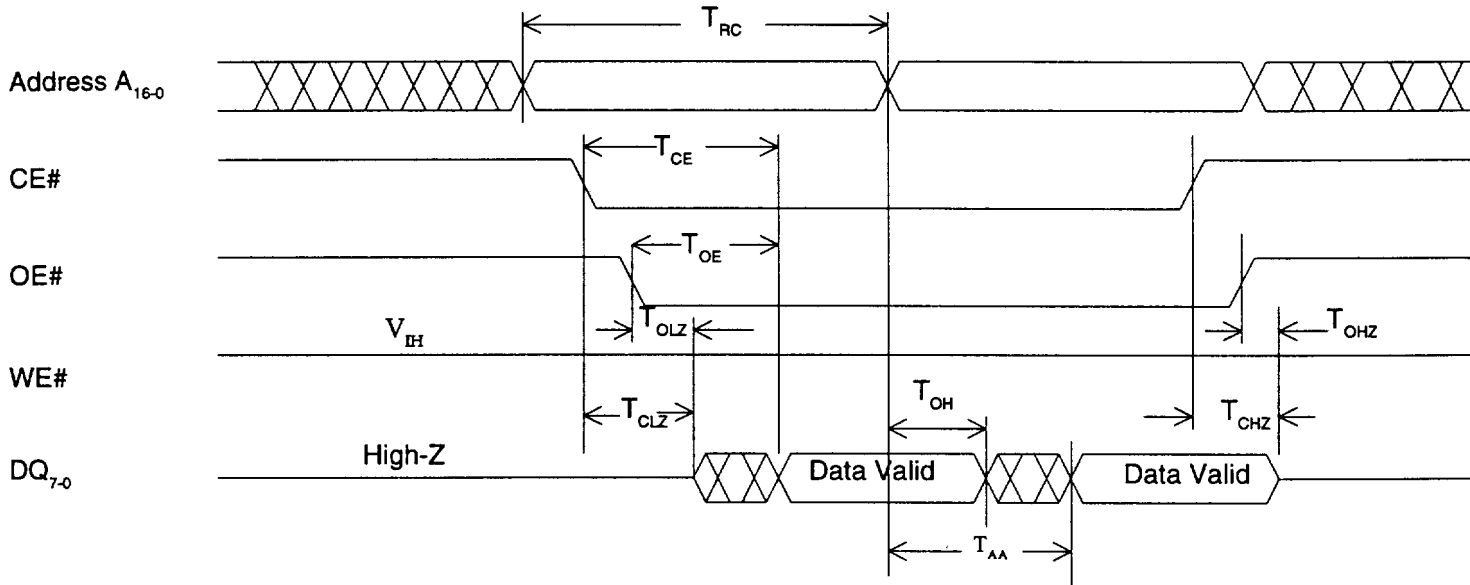 T_RC
Address A_16-0
T_CE
CE#
T_OE
OE#
T_OLZ
T_OHZ
V_IH
WE#
T_OH
T_CLZ
T_CHZ
High-Z
DQ_7-0
Data Valid
Data Valid
T_AA